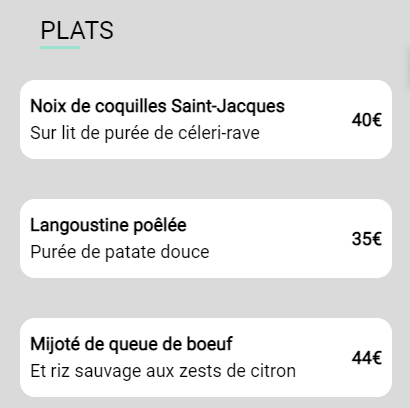 PLATS
Noix de coquilles Saint-Jacques
Sur lit de purée de céleri-rave
40€
Langoustine poêlée
Purée de patate douce
35€
Mijoté de queue de boeuf
Et riz sauvage aux zests de citron
44€